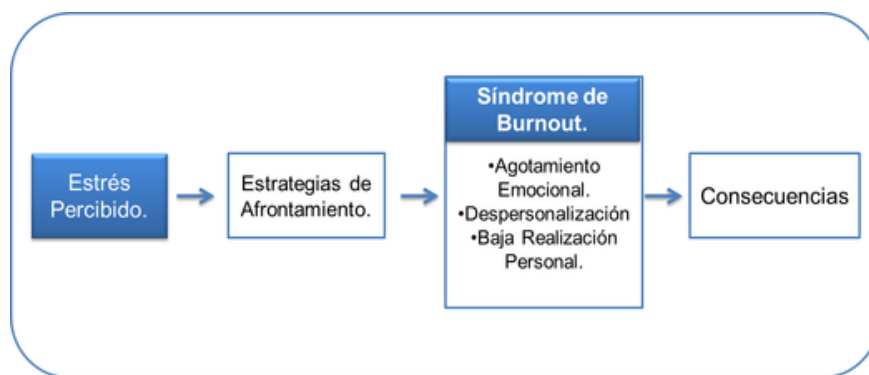 Estrés
Percibido.
Estrategias de
Afrontamiento.
Síndrome de
Burnout.
•Agotamiento
Emocional.
•Despersonalización
•Baja Realización
Personal.
Consecuencias